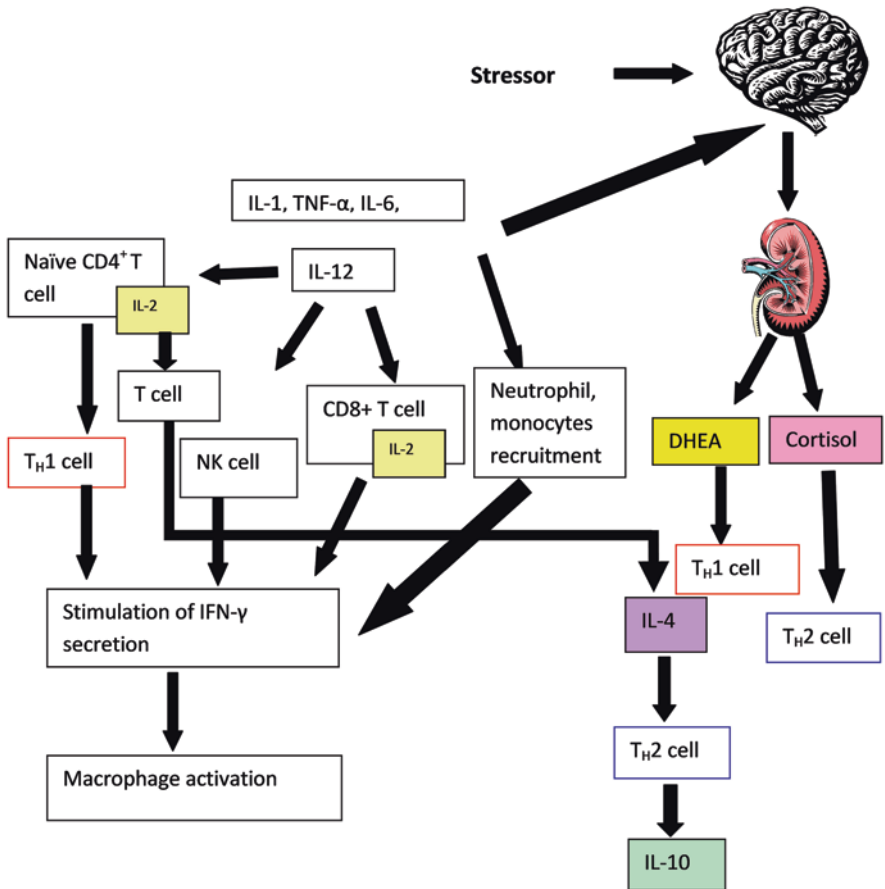 Stressor
IL-1, TNF-α, IL-6,
Naïve CD4⁺ T
cell
IL-2
IL-12
T cell
CD8+ T cell
IL-2
Neutrophil,
monocytes
recruitment
DHEA
Cortisol
TH1 cell
NK cell
TH1 cell
Stimulation of IFN-γ
secretion
IL-4
TH2 cell
TH2 cell
Macrophage activation
IL-10